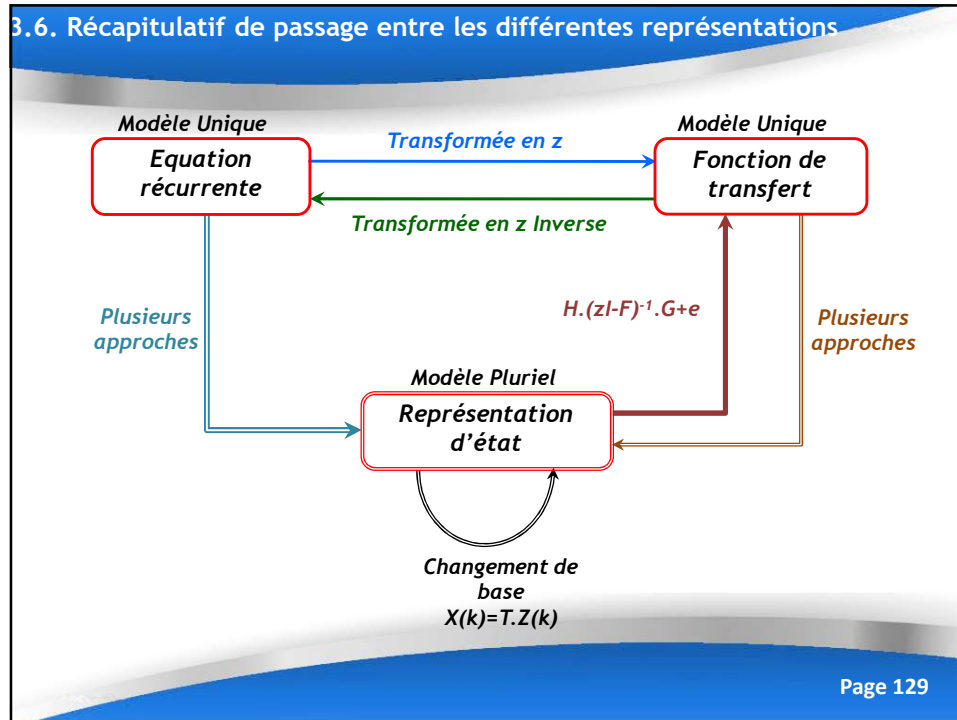 3.6. Récapitulatif de passage entre les différentes représentations
Modèle Unique
Equation
récurrente
Transformée en z
Modèle Unique
Fonction de
transfert
Transformée en z Inverse
Plusieurs
approches
H.(zI-F)⁻¹.G+e
Plusieurs
approches
Modèle Pluriel
Représentation
d’état
Changement de
base
X(k)=T.Z(k)
Page 129